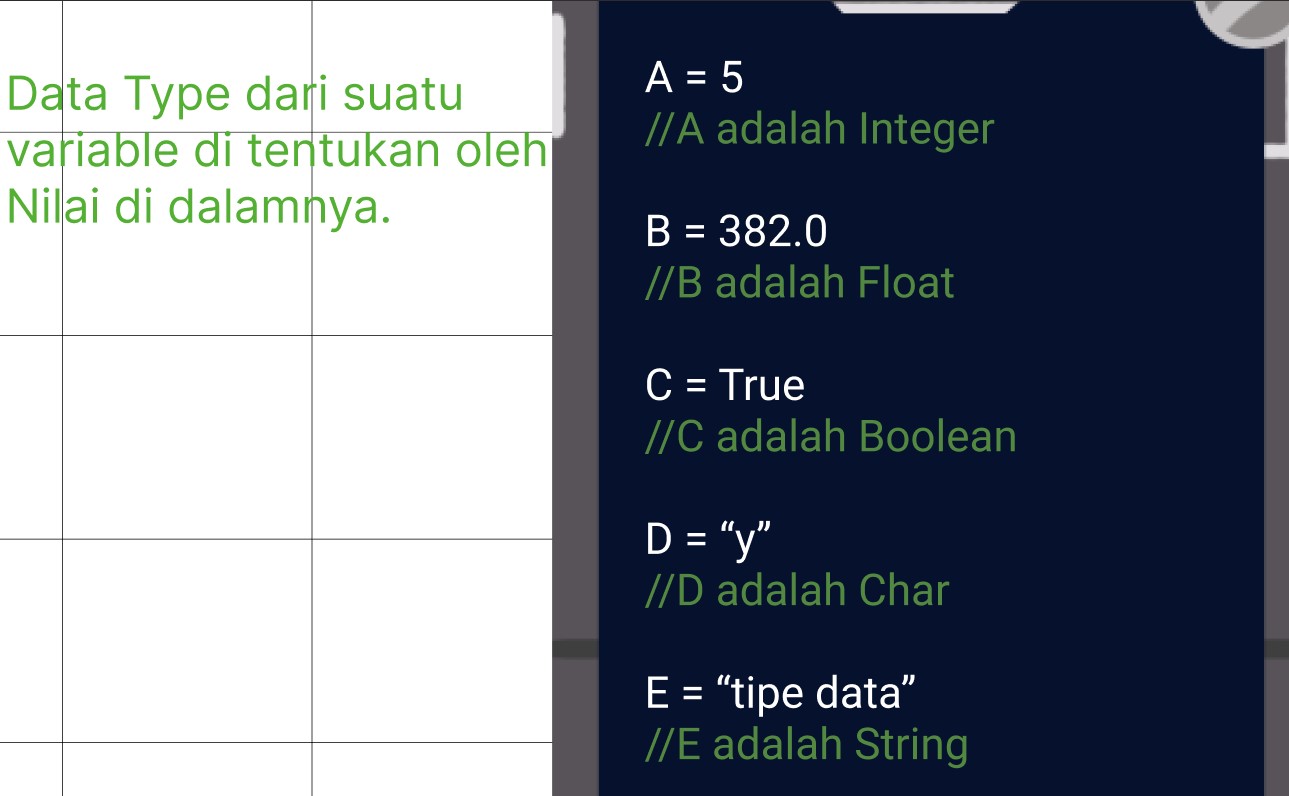 Data Type dari suatu
variable di tentukan oleh
Nilai di dalamnya.
A = 5
//A adalah Integer
B = 382.0
//B adalah Float
C = True
//C adalah Boolean
D = “y”
//D adalah Char
E = “tipe data”
//E adalah String